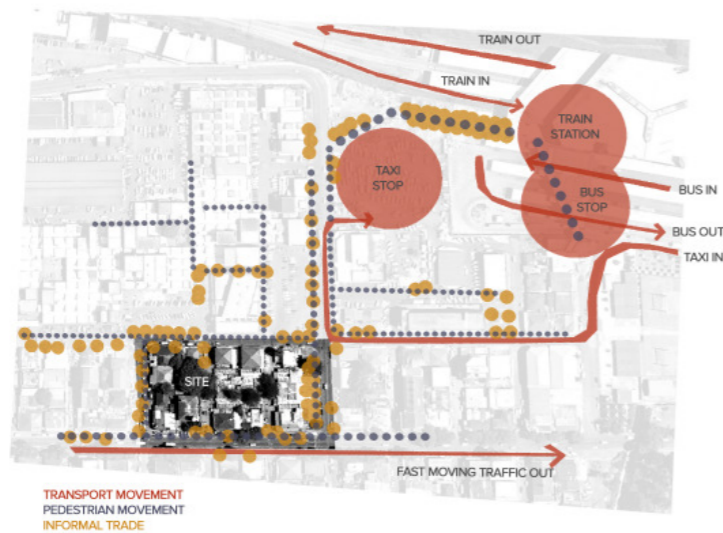 TRAIN OUT
TRAIN IN
TRAIN
STATION
TAXI
STOP
BUS IN
BUS
STOP
BUS OUT
TAXI IN
SITE
FAST MOVING TRAFFIC OUT
TRANSPORT MOVEMENT
PEDESTRIAN MOVEMENT
INFORMAL TRADE